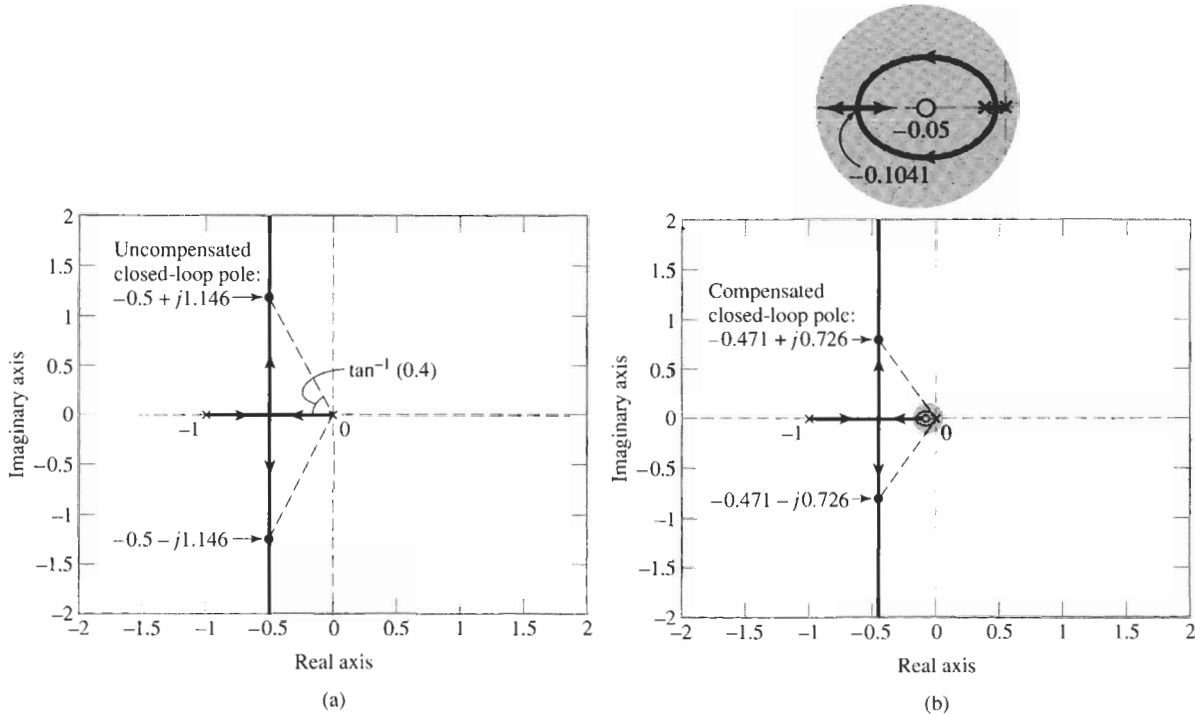 −0.05
−0.1041
2
1.5
1
0.5
0
−0.5
−1
−1.5
−2
Imaginary axis
Uncompensated
closed-loop pole:
−0.5 + j1.146
tan⁻¹ (0.4)
−1
0
−0.5 − j1.146
−2
−1.5
−1
−0.5
0
0.5
1
1.5
2
Real axis
(a)
2
1.5
1
0.5
0
−0.5
−1
−1.5
−2
Imaginary axis
Compensated
closed-loop pole:
−0.471 + j0.726
−1
0
−0.471 − j0.726
−2
−1.5
−1
−0.5
0
0.5
1
1.5
2
Real axis
(b)